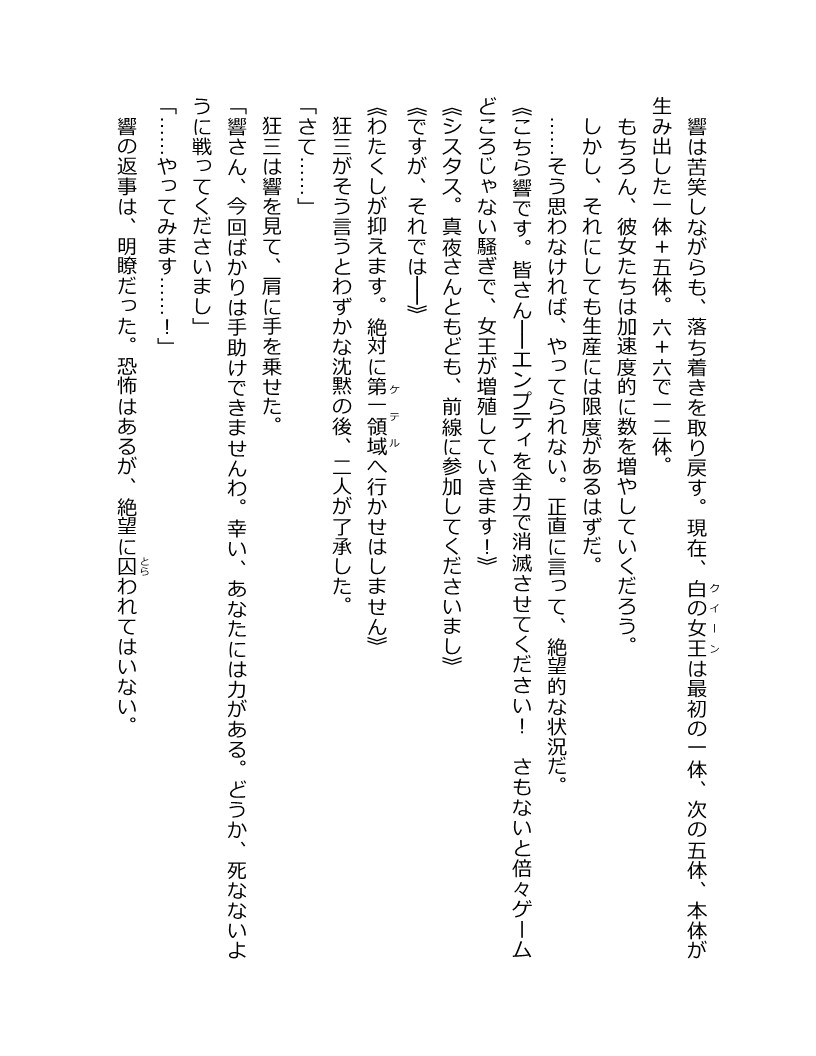 響は苦笑しながらも、落ち着きを取り戻す。現在、白の女王は最初の一体、次の五体、本体が
クイーン
生み出した一体＋五体。六＋六で一二体。
　もちろん、彼女たちは加速度的に数を増やしていくだろう。
　しかし、それにしても生産には限度があるはずだ。
　……そう思わなければ、やってられない。正直に言って、絶望的な状況だ。
《こちら響です。皆さん――エンプティを全力で消滅させてください！　さもないと倍々ゲーム
どころじゃない騒ぎで、女王が増殖していきます！》
《シスタス。真夜さんともども、前線に参加してくださいまし》
《ですが、それでは――》
《わたくしが抑えます。絶対に第一領域へ行かせはしません》
ケテル
　狂三がそう言うとわずかな沈黙の後、二人が了承した。
「さて……」
　狂三は響を見て、肩に手を乗せた。
「響さん、今回ばかりは手助けできませんわ。幸い、あなたには力がある。どうか、死なないよ
うに戦ってくださいまし」
「……やってみます……！」
　響の返事は、明瞭だった。恐怖はあるが、絶望に囚われてはいない。
とら